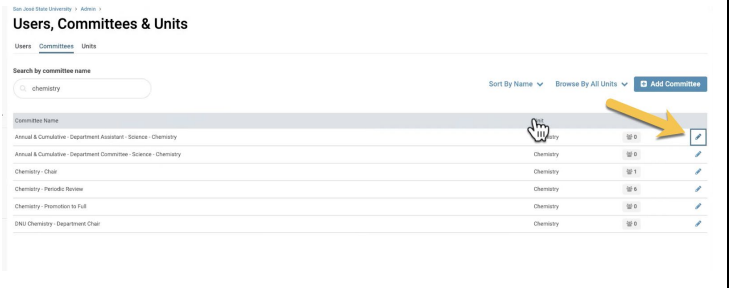 San José State University > Admin >
Users, Committees & Units
Users Committees Units
Search by committee name
chemistry
Sort By Name Browse By All Units Add Committee
Committee Name
Annual & Cumulative - Department Assistant - Science - Chemistry 0
Annual & Cumulative - Department Committee - Science - Chemistry Chemistry 0
Chemistry - Chair Chemistry 1
Chemistry - Periodic Review Chemistry 6
Chemistry - Promotion to Full Chemistry 0
DNU Chemistry - Department Chair Chemistry 0